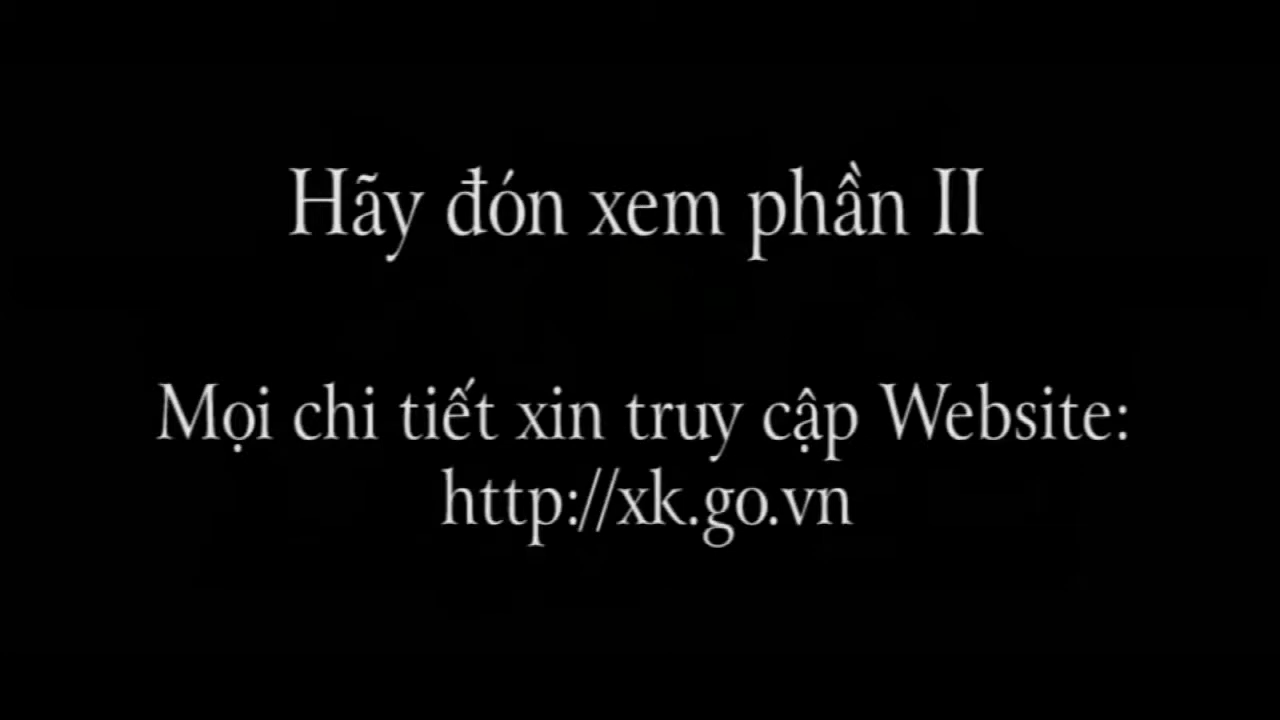 Hãy đón xem phần II
Mọi chi tiết xin truy cập Website:
http://xk.go.vn